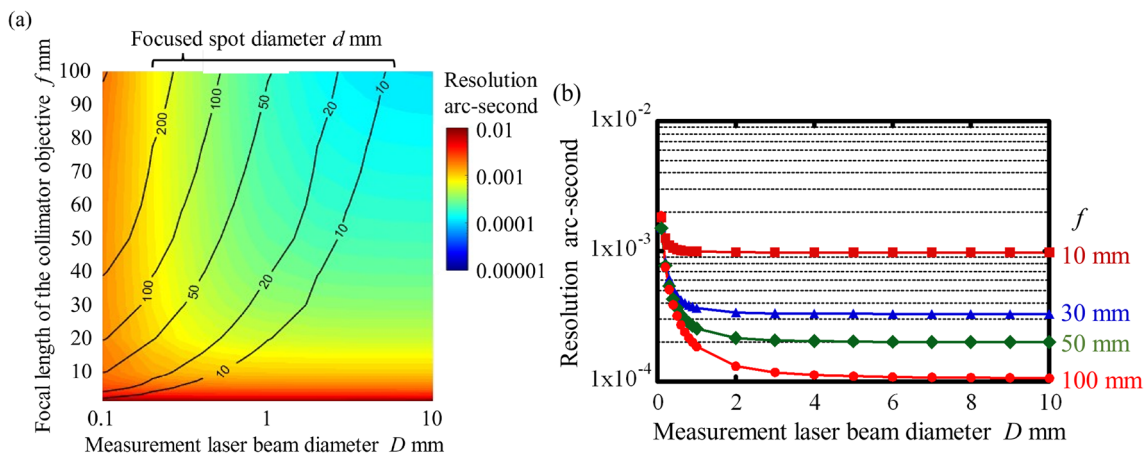 (a)
Focused spot diameter d mm
Focal length of the collimator objective f mm
100
90
80
70
60
50
40
30
20
10
200
100
50
20
10
100
50
20
10
10
0.1
1
10
Measurement laser beam diameter D mm
Resolution
arc-second
0.01
0.001
0.0001
0.00001
(b)
Resolution arc-second
1x10-2
1x10-3
1x10-4
0
2
4
6
8
10
Measurement laser beam diameter D mm
f
10 mm
30 mm
50 mm
100 mm